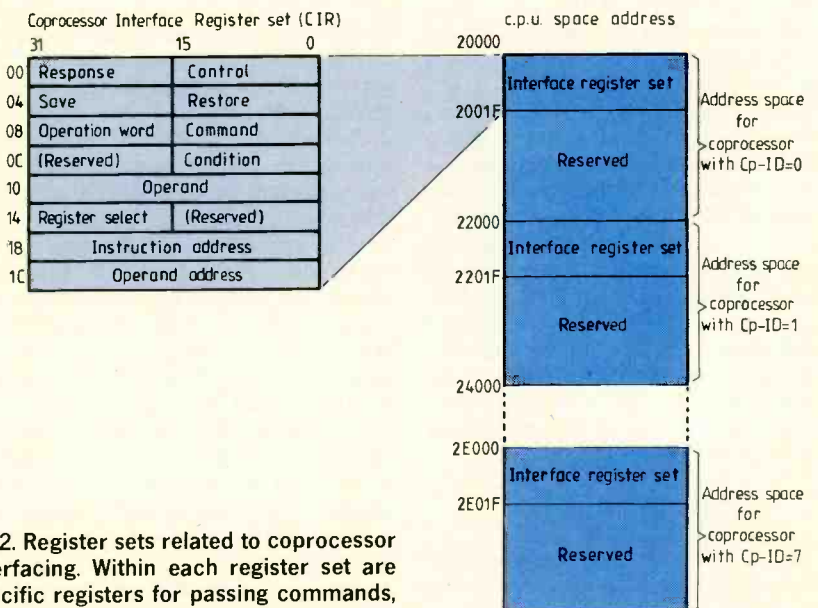 Coprocessor Interface Register set (CIR)
31 15 0
00 Response Control
04 Save Restore
08 Operation word Command
0C (Reserved) Condition
10 Operand
14 Register select (Reserved)
18 Instruction address
1C Operand address
c.p.u. space address
20000
Interface register set
2001F
Reserved
Address space
for
coprocessor
with Cp-ID=0
22000
Interface register set
2201F
Reserved
Address space
for
coprocessor
with Cp-ID=1
24000
2E000
Interface register set
2E01F
Reserved
Address space
for
coprocessor
with Cp-ID=7
2. Register sets related to coprocessor
erfacing. Within each register set are
cific registers for passing commands,